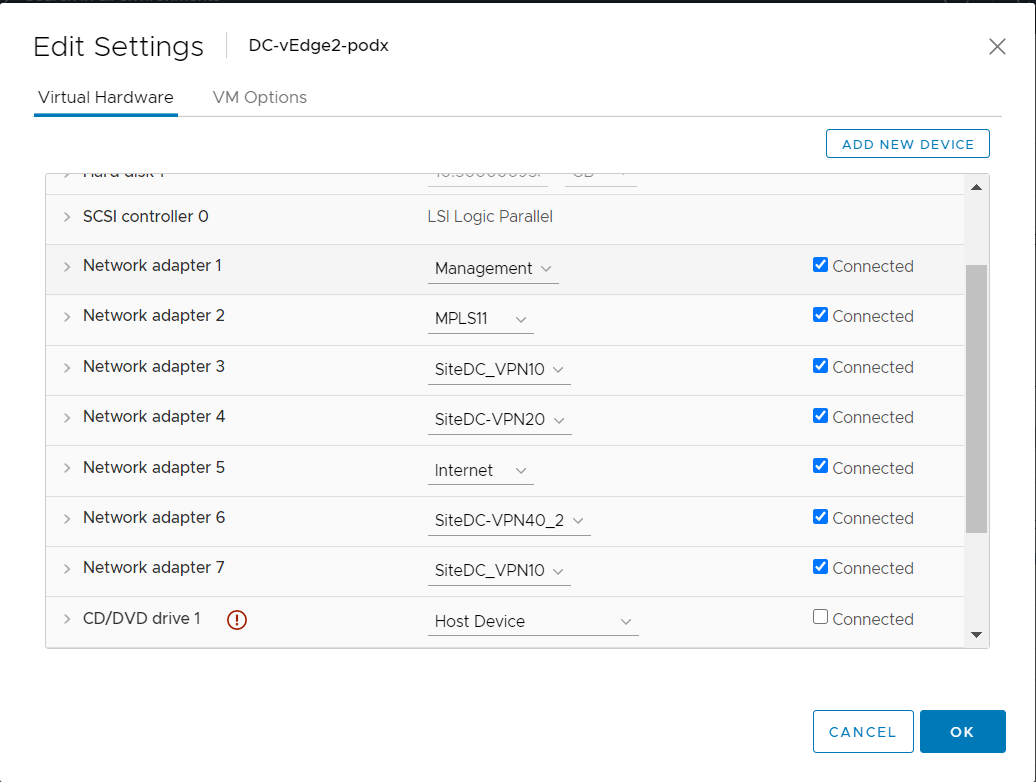 Edit Settings DC-vEdge2-podx
Virtual Hardware VM Options
ADD NEW DEVICE
Hard disk 1 GB
SCSI controller 0 LSI Logic Parallel
Network adapter 1 Management Connected
Network adapter 2 MPLS11 Connected
Network adapter 3 SiteDC_VPN10 Connected
Network adapter 4 SiteDC-VPN20 Connected
Network adapter 5 Internet Connected
Network adapter 6 SiteDC-VPN40_2 Connected
Network adapter 7 SiteDC_VPN10 Connected
CD/DVD drive 1 Host Device Connected
CANCEL OK